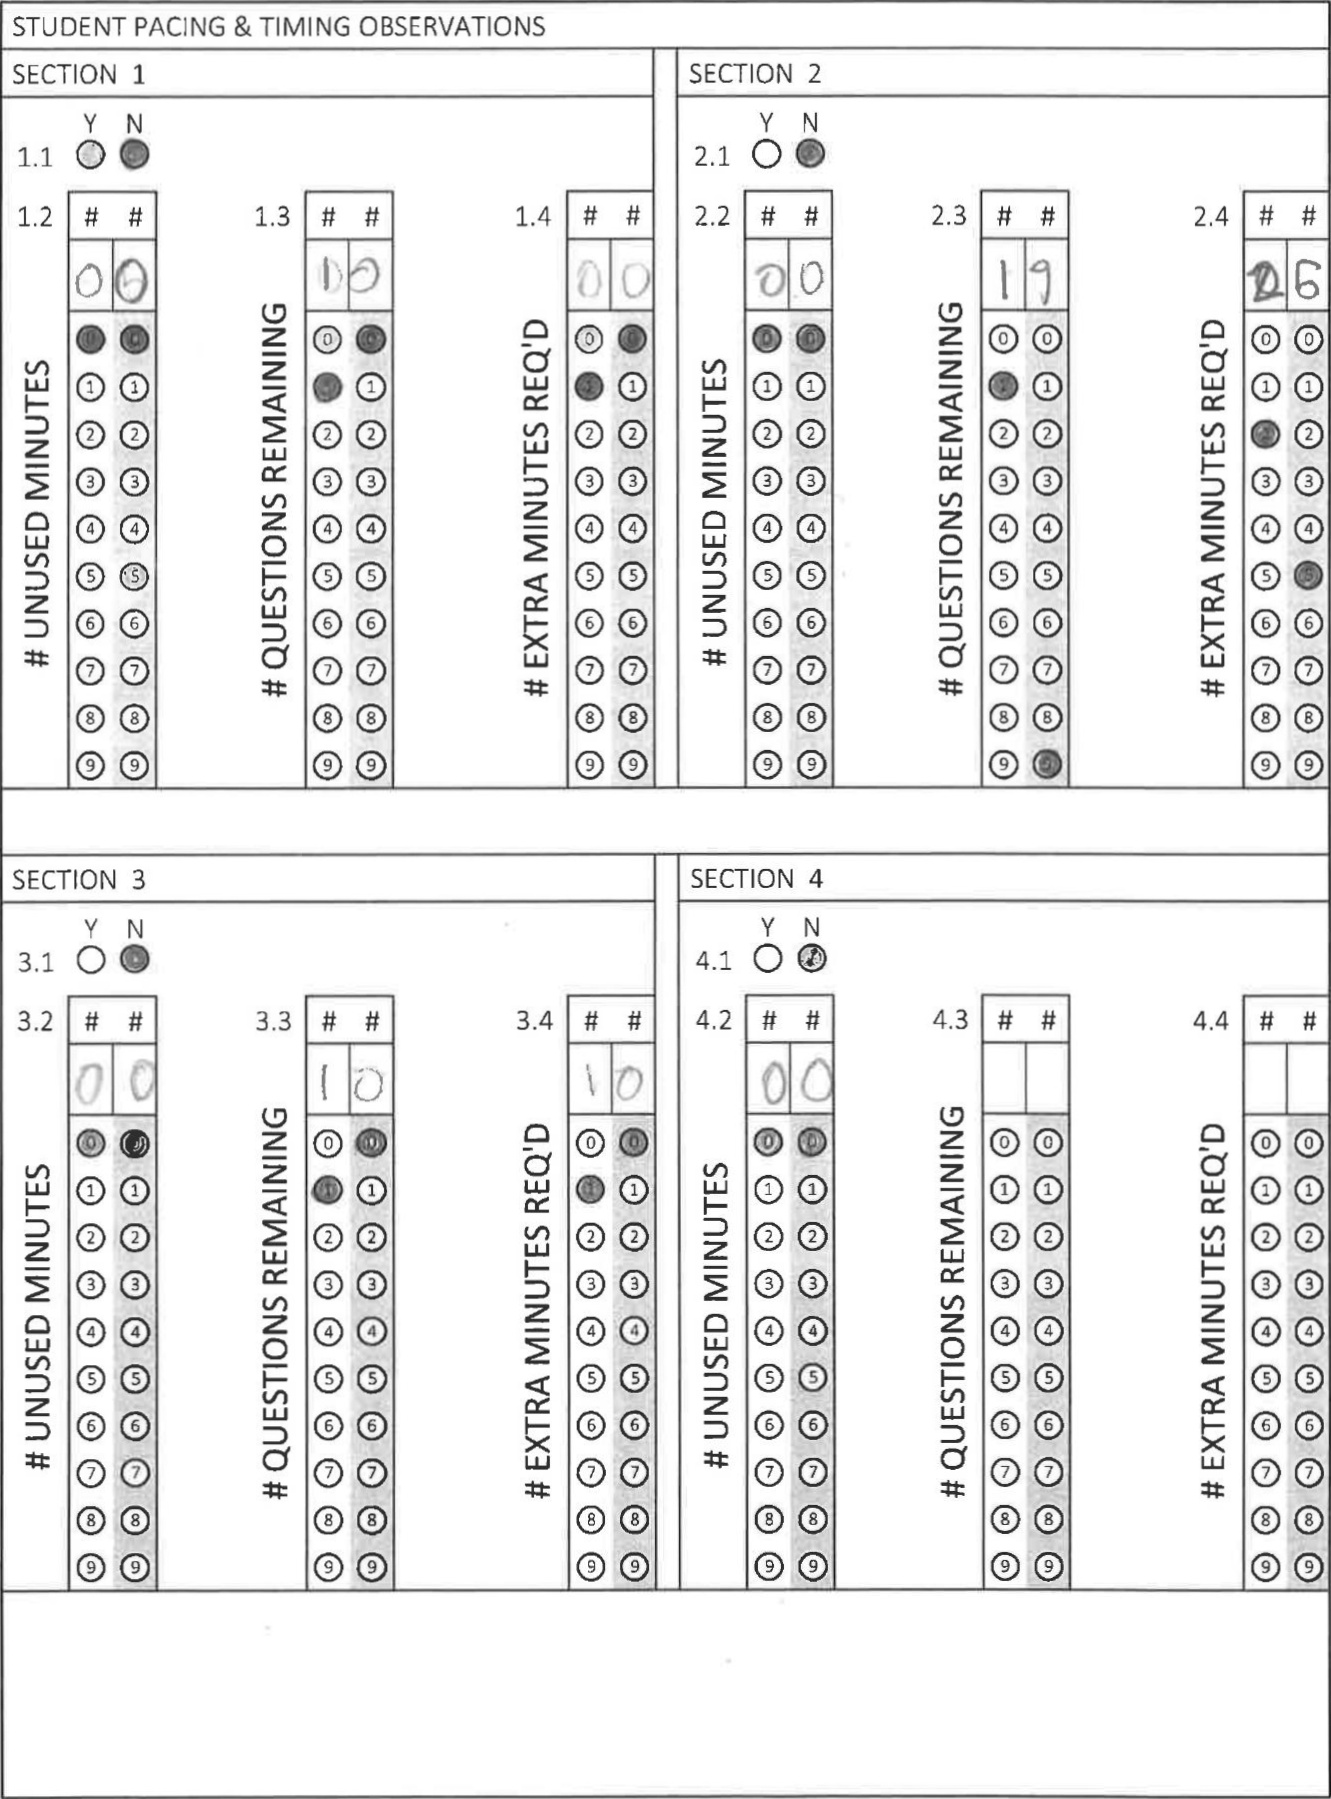 STUDENT PACING & TIMING OBSERVATIONS
SECTION 1
Y N
1.1
1.2 # # 1.3 # # 1.4 # #
0 0 1 0 0 0
# UNUSED MINUTES
# QUESTIONS REMAINING
# EXTRA MINUTES REQ'D
0 0 0 0 0 0
1 1 1 1 1
2 2 2 2 2 2
3 3 3 3 3 3
4 4 4 4 4 4
5 5 5 5 5 5
6 6 6 6 6 6
7 7 7 7 7 7
8 8 8 8 8 8
9 9 9 9 9 9
SECTION 2
Y N
2.1
2.2 # # 2.3 # # 2.4 # #
0 0 1 9 2 6
# UNUSED MINUTES
# QUESTIONS REMAINING
# EXTRA MINUTES REQ'D
0 0 0 0 0 0
1 1 1 1 1 1
2 2 2 2 2
3 3 3 3 3 3
4 4 4 4 4 4
5 5 5 5 5 5
6 6 6 6 6 6
7 7 7 7 7 7
8 8 8 8 8 8
9 9 9 9 9
SECTION 3
Y N
3.1
3.2 # # 3.3 # # 3.4 # #
0 0 1 0 1 0
# UNUSED MINUTES
# QUESTIONS REMAINING
# EXTRA MINUTES REQ'D
0 0 0 0 0
1 1 1 1 1 1
2 2 2 2 2 2
3 3 3 3 3 3
4 4 4 4 4 4
5 5 5 5 5 5
6 6 6 6 6 6
7 7 7 7 7 7
8 8 8 8 8 8
9 9 9 9 9 9
SECTION 4
Y N
4.1
4.2 # # 4.3 # # 4.4 # #
0 0
# UNUSED MINUTES
# QUESTIONS REMAINING
# EXTRA MINUTES REQ'D
0 0 0 0 0 0
1 1 1 1 1 1
2 2 2 2 2 2
3 3 3 3 3 3
4 4 4 4 4 4
5 5 5 5 5 5
6 6 6 6 6 6
7 7 7 7 7 7
8 8 8 8 8 8
9 9 9 9 9 9